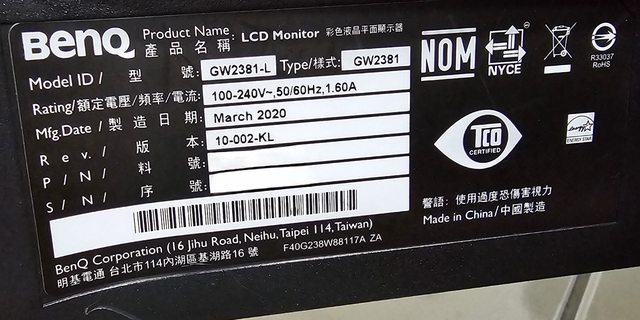 BenQ
Product Name: LCD Monitor 彩色液晶平面顯示器
產品名稱
Model ID / 型號: GW2381-L Type/樣式: GW2381
Rating/額定電壓/頻率/電流: 100-240V~,50/60Hz,1.60A
Mfg.Date / 製造日期: March 2020
Rev./ 版本: 10-002-KL
P / N / 料號:
S / N / 序號:
BenQ Corporation (16 Jihu Road, Neihu, Taipei 114, Taiwan)
明基電通 台北市114內湖區基湖路16號 F40G238W88117A ZA
NOM
NYCE
R33037
RoHS
TCO
CERTIFIED
ENERGY STAR
警語: 使用過度恐傷害視力
Made in China / 中國製造